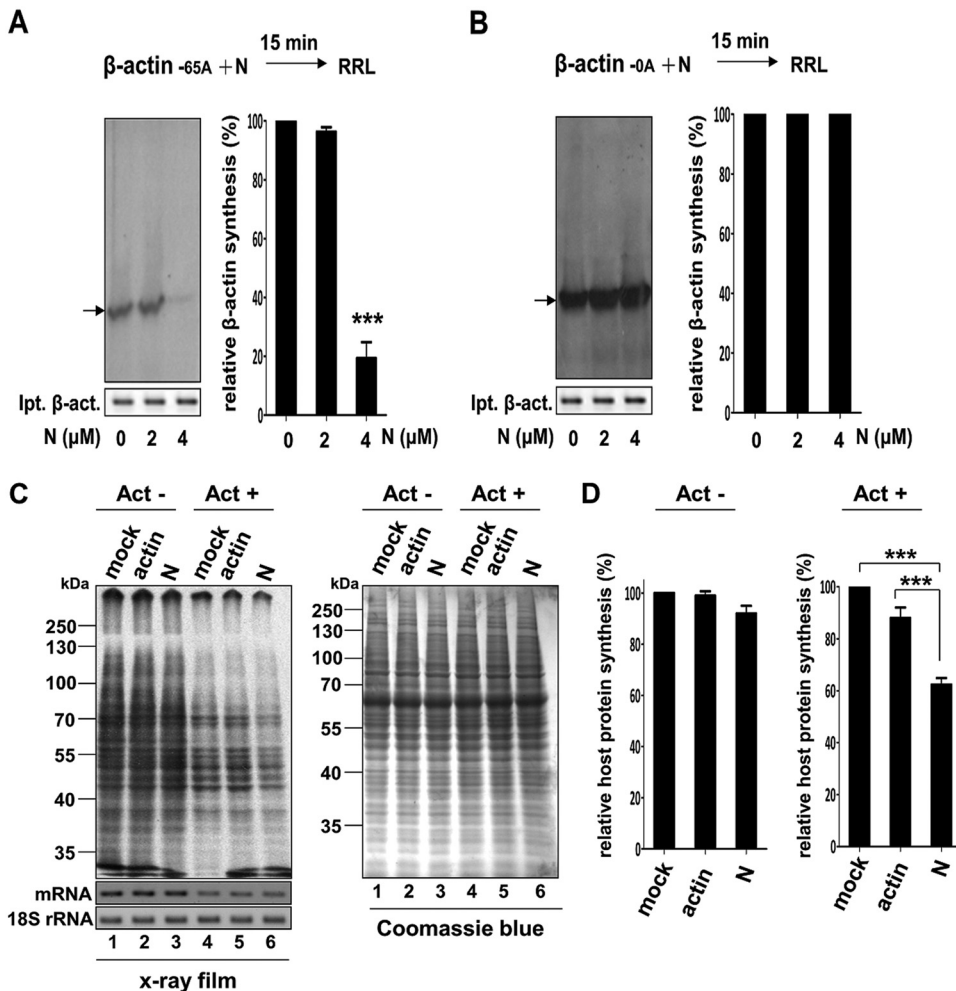 A
15 min
β-actin -65A + N → RRL
relative β-actin synthesis (%)
100
80
60
40
20
0
***
Ipt. β-act.
N (μM) 0 2 4
0 2 4 N (μM)
B
15 min
β-actin -0A + N → RRL
relative β-actin synthesis (%)
100
80
60
40
20
0
Ipt. β-act.
N (μM) 0 2 4
0 2 4 N (μM)
C
Act - Act +
mock actin N mock actin N
kDa
250
130
100
70
55
40
35
mRNA
18S rRNA
1 2 3 4 5 6
x-ray film
Act - Act +
mock actin N mock actin N
kDa
250
130
100
70
55
40
35
1 2 3 4 5 6
Coomassie blue
D
Act -
relative host protein synthesis (%)
100
80
60
40
20
0
mock actin N
Act +
relative host protein synthesis (%)
***
***
100
80
60
40
20
0
mock actin N